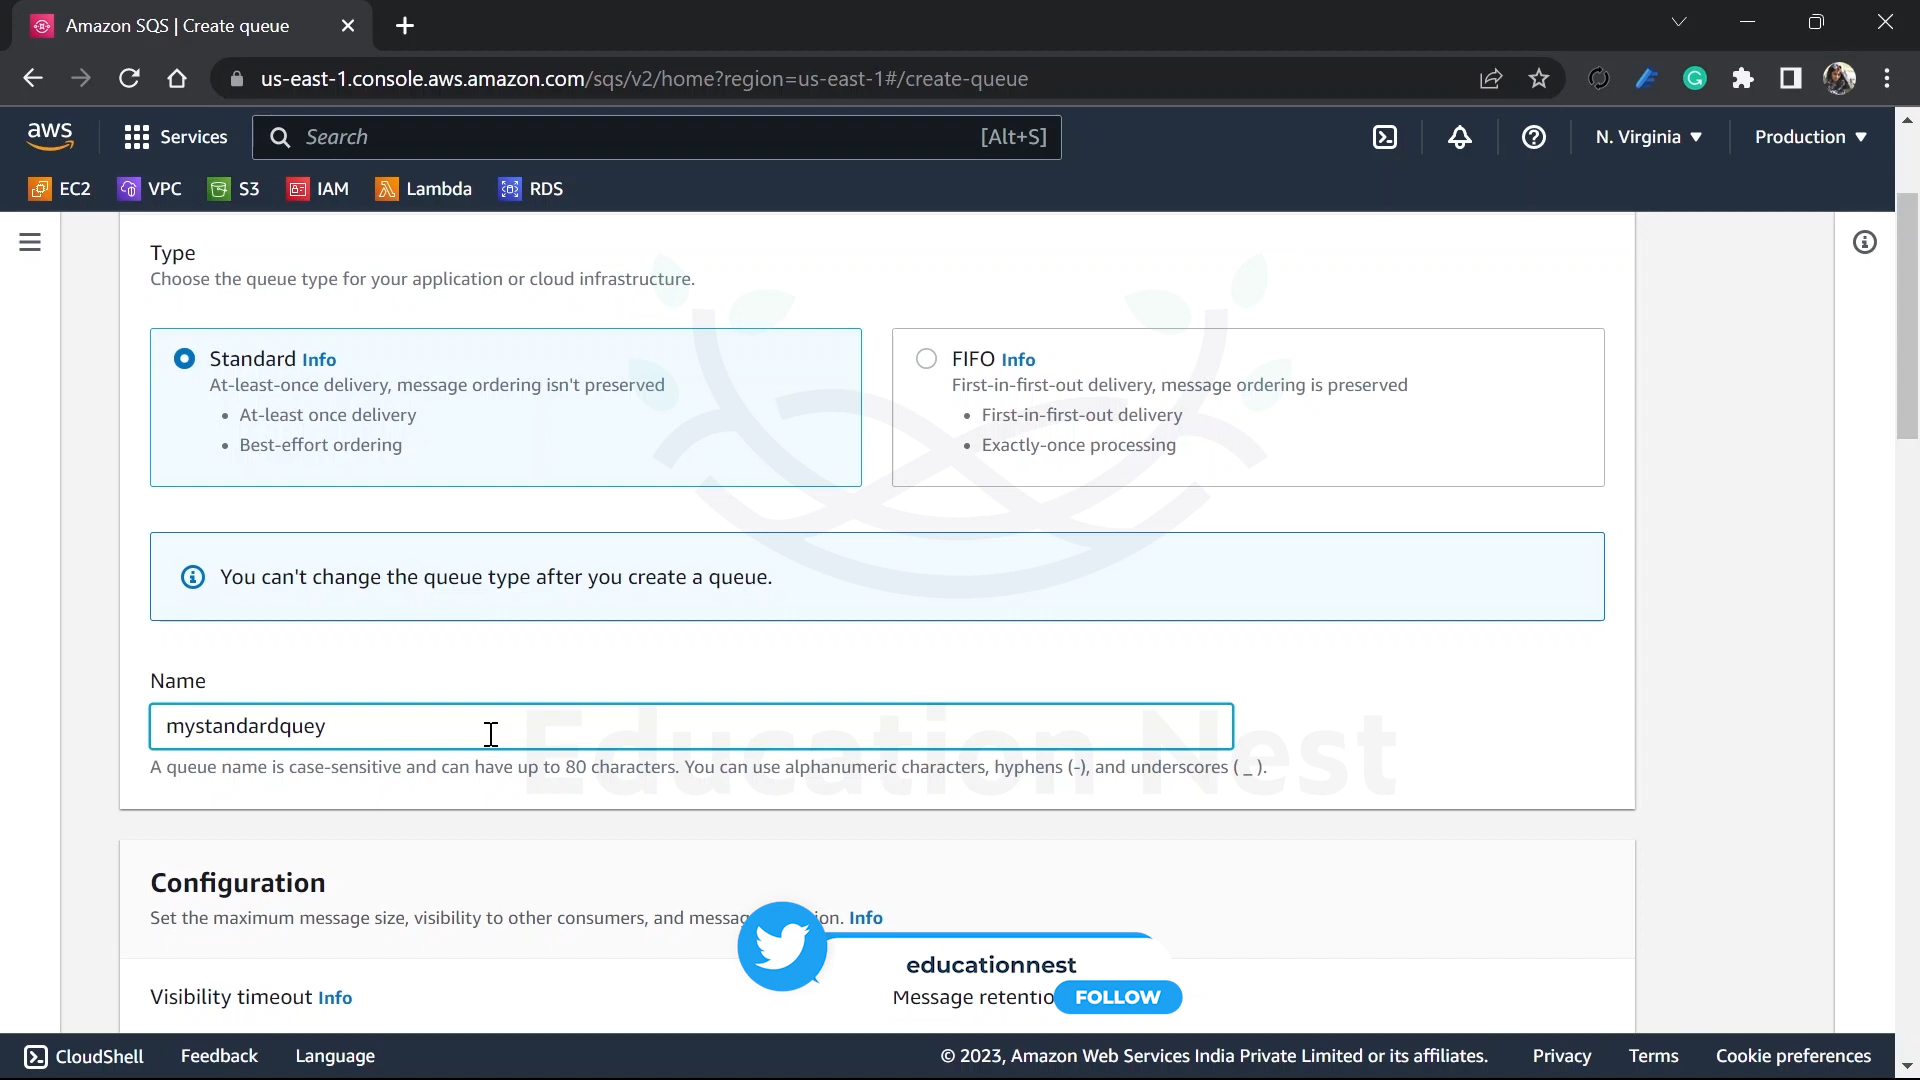 Amazon SQS | Create queue
us-east-1.console.aws.amazon.com/sqs/v2/home?region=us-east-1#/create-queue
aws Services Search [Alt+S] N. Virginia Production
EC2 VPC S3 IAM Lambda RDS
Type
Choose the queue type for your application or cloud infrastructure.
Standard Info
At-least-once delivery, message ordering isn't preserved
• At-least once delivery
• Best-effort ordering
FIFO Info
First-in-first-out delivery, message ordering is preserved
• First-in-first-out delivery
• Exactly-once processing
You can't change the queue type after you create a queue.
Name
mystandardquey
Education Nest
A queue name is case-sensitive and can have up to 80 characters. You can use alphanumeric characters, hyphens (-), and underscores ( _ ).
Configuration
Set the maximum message size, visibility to other consumers, and Info
educationnest
Visibility timeout Info
Message
FOLLOW
CloudShell Feedback Language © 2023, Amazon Web Services India Private Limited or its affiliates. Privacy Terms Cookie preferences